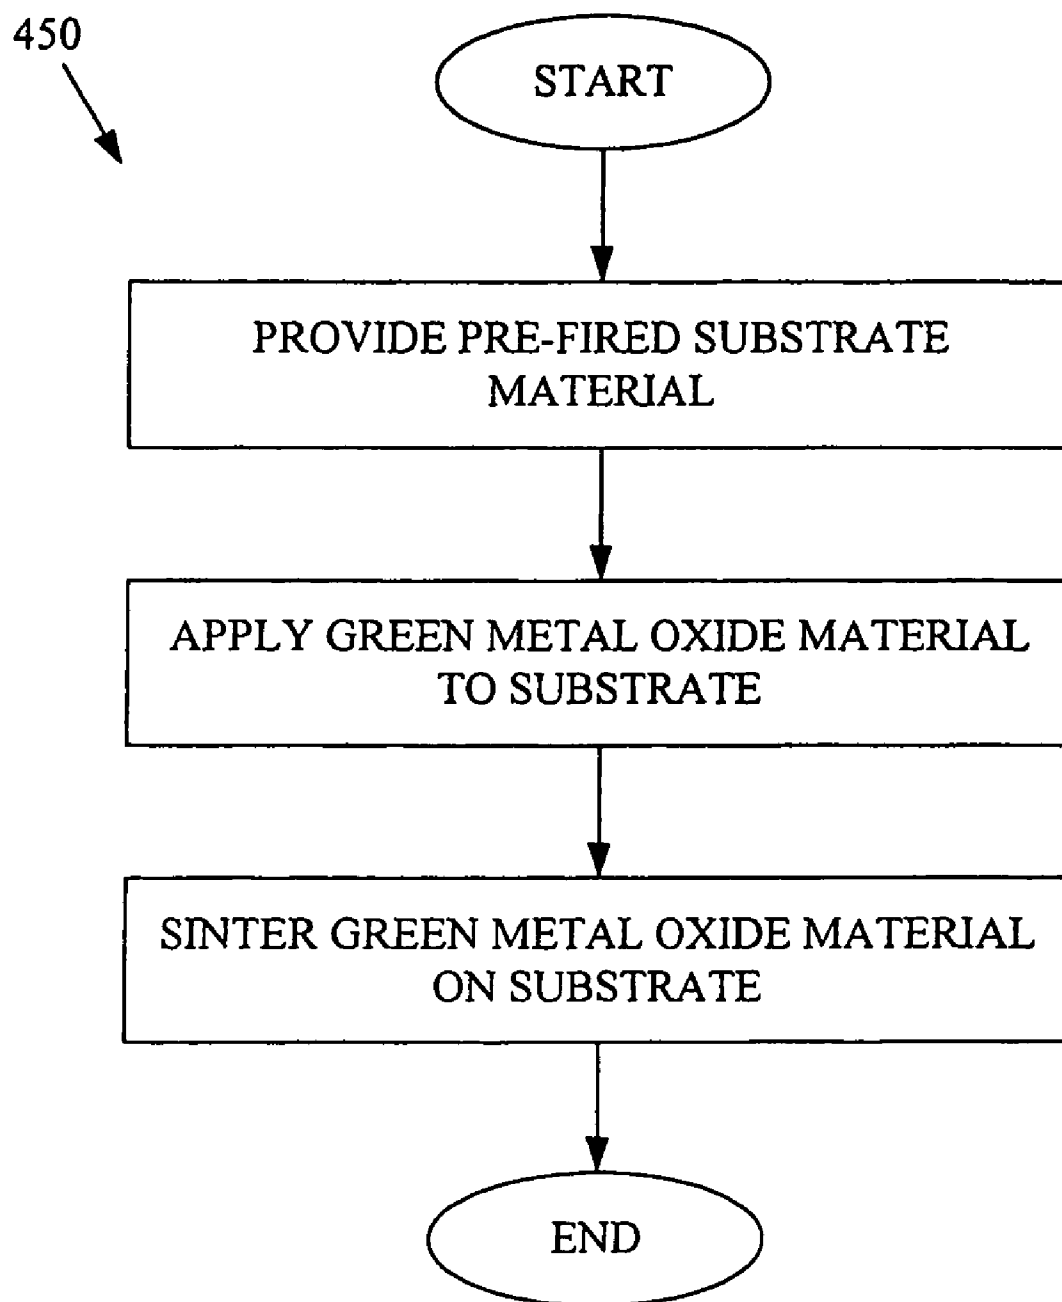 450
START
PROVIDE PRE-FIRED SUBSTRATE
MATERIAL
APPLY GREEN METAL OXIDE MATERIAL
TO SUBSTRATE
SINTER GREEN METAL OXIDE MATERIAL
ON SUBSTRATE
END